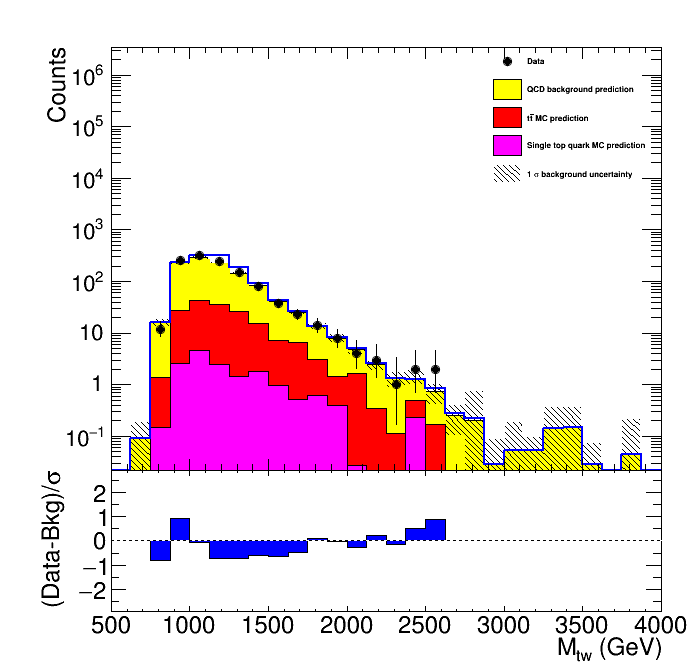 Counts
10⁶
10⁵
10⁴
10³
10²
10
1
10⁻¹
Data
QCD background prediction
tt̄ MC prediction
Single top quark MC prediction
1 σ background uncertainty
(Data-Bkg)/σ
2
1
0
−1
−2
500 1000 1500 2000 2500 3000 3500 4000
M_tw (GeV)